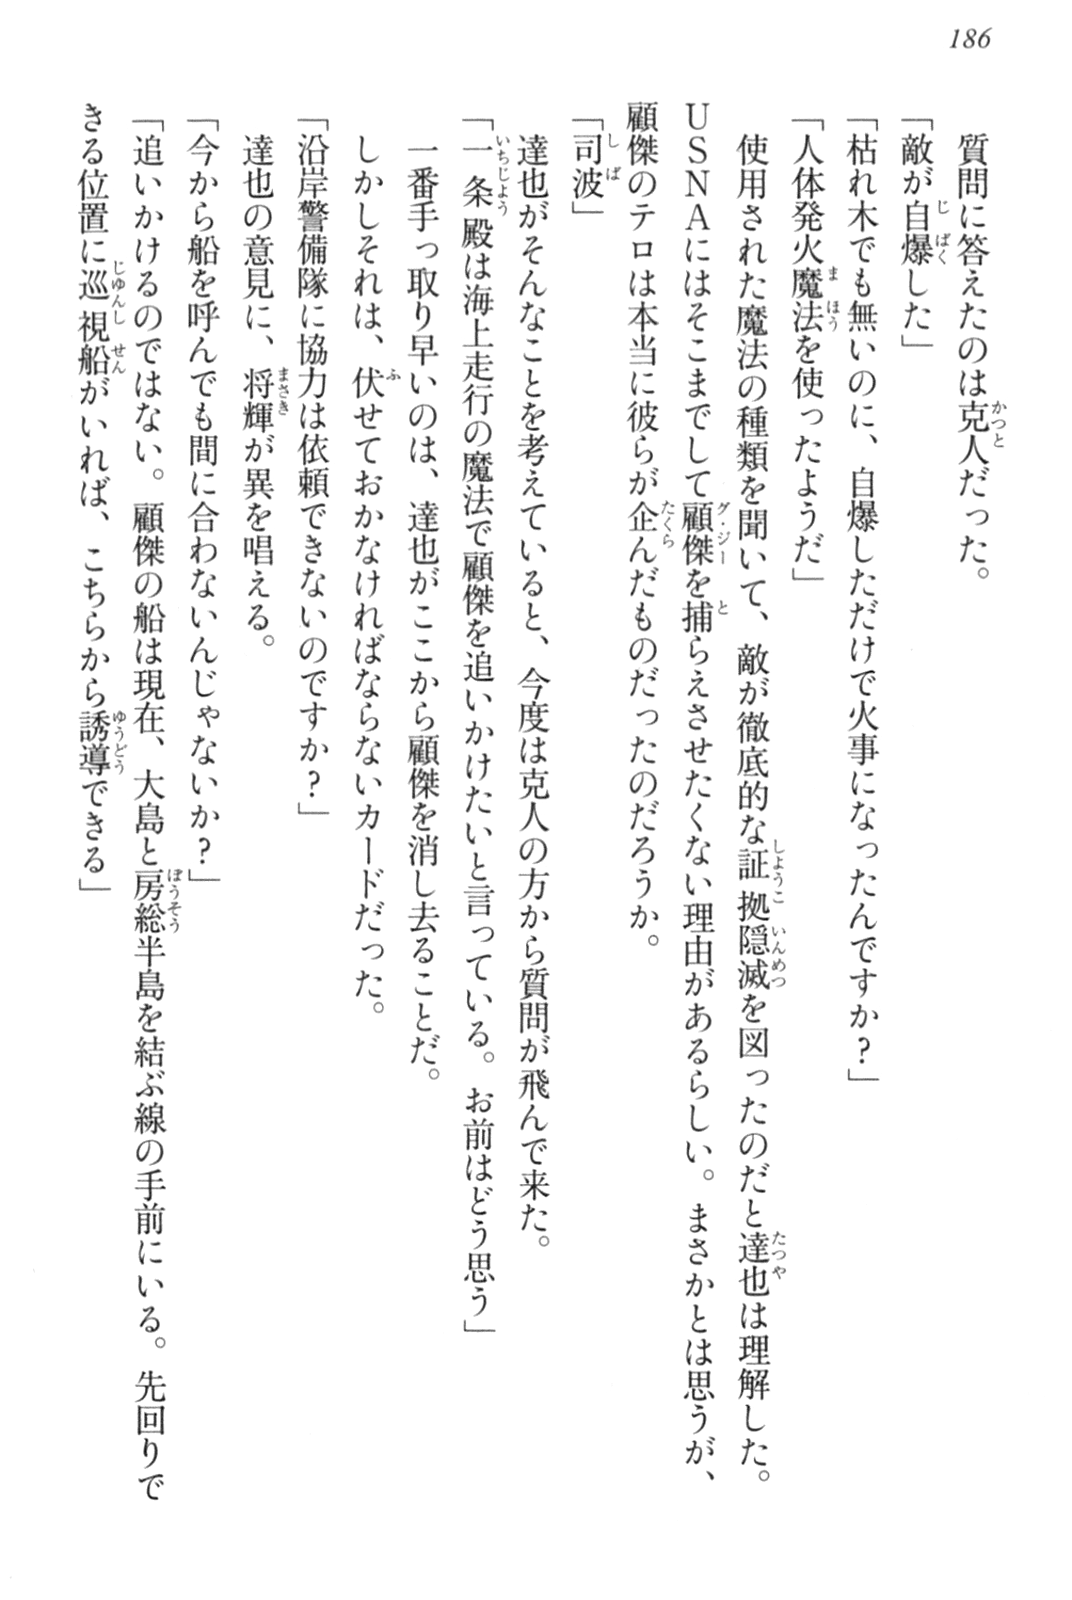 186
質問に答えたのは克人だった。
「敵が自爆した」
「枯れ木でも無いのに、自爆しただけで火事になったんですか？」
「人体発火魔法を使ったようだ」
使用された魔法の種類を聞いて、敵が徹底的な証拠隠滅を図ったのだと達也は理解した。
ＵＳＮＡにはそこまでして顧傑を捕らえさせたくない理由があるらしい。まさかとは思うが、
顧傑のテロは本当に彼らが企んだものだったのだろうか。
「司波」
達也がそんなことを考えていると、今度は克人の方から質問が飛んで来た。
「一条殿は海上走行の魔法で顧傑を追いかけたいと言っている。お前はどう思う」
一番手っ取り早いのは、達也がここから顧傑を消し去ることだ。
しかしそれは、伏せておかなければならないカードだった。
「沿岸警備隊に協力は依頼できないのですか？」
達也の意見に、将輝が異を唱える。
「今から船を呼んでも間に合わないんじゃないか？」
「追いかけるのではない。顧傑の船は現在、大島と房総半島を結ぶ線の手前にいる。先回りで
きる位置に巡視船がいれば、こちらから誘導できる」